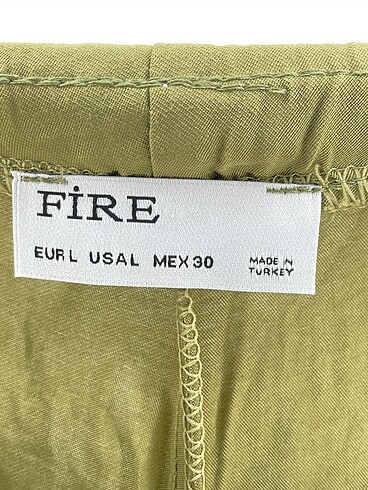 FİRE
EUR L USA L MEX 30
MADE IN
TURKEY